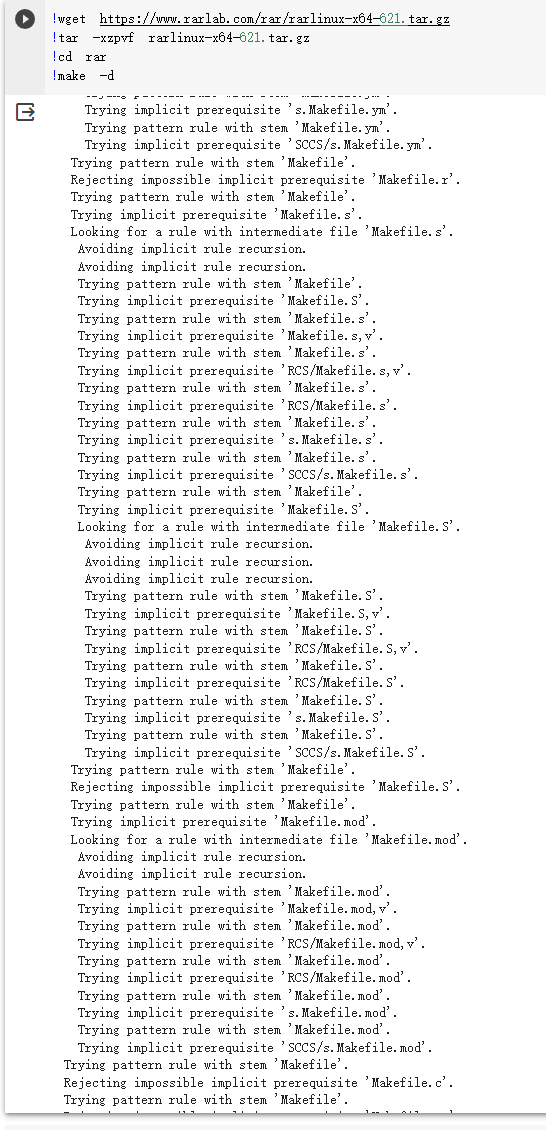 !wget  https://www.rarlab.com/rar/rarlinux-x64-621.tar.gz
!tar  -xzpvf  rarlinux-x64-621.tar.gz
!cd  rar
!make  -d
Trying implicit prerequisite 's.Makefile.ym'.
Trying pattern rule with stem 'Makefile.ym'.
Trying implicit prerequisite 'SCCS/s.Makefile.ym'.
Trying pattern rule with stem 'Makefile'.
Rejecting impossible implicit prerequisite 'Makefile.r'.
Trying pattern rule with stem 'Makefile'.
Trying implicit prerequisite 'Makefile.s'.
Looking for a rule with intermediate file 'Makefile.s'.
Avoiding implicit rule recursion.
Avoiding implicit rule recursion.
Trying pattern rule with stem 'Makefile'.
Trying implicit prerequisite 'Makefile.S'.
Trying pattern rule with stem 'Makefile.s'.
Trying implicit prerequisite 'Makefile.s,v'.
Trying pattern rule with stem 'Makefile.s'.
Trying implicit prerequisite 'RCS/Makefile.s,v'.
Trying pattern rule with stem 'Makefile.s'.
Trying implicit prerequisite 'RCS/Makefile.s'.
Trying pattern rule with stem 'Makefile.s'.
Trying implicit prerequisite 's.Makefile.s'.
Trying pattern rule with stem 'Makefile.s'.
Trying implicit prerequisite 'SCCS/s.Makefile.s'.
Trying pattern rule with stem 'Makefile'.
Trying implicit prerequisite 'Makefile.S'.
Looking for a rule with intermediate file 'Makefile.S'.
Avoiding implicit rule recursion.
Avoiding implicit rule recursion.
Avoiding implicit rule recursion.
Trying pattern rule with stem 'Makefile.S'.
Trying implicit prerequisite 'Makefile.S,v'.
Trying pattern rule with stem 'Makefile.S'.
Trying implicit prerequisite 'RCS/Makefile.S,v'.
Trying pattern rule with stem 'Makefile.S'.
Trying implicit prerequisite 'RCS/Makefile.S'.
Trying pattern rule with stem 'Makefile.S'.
Trying implicit prerequisite 's.Makefile.S'.
Trying pattern rule with stem 'Makefile.S'.
Trying implicit prerequisite 'SCCS/s.Makefile.S'.
Trying pattern rule with stem 'Makefile'.
Rejecting impossible implicit prerequisite 'Makefile.S'.
Trying pattern rule with stem 'Makefile'.
Trying implicit prerequisite 'Makefile.mod'.
Looking for a rule with intermediate file 'Makefile.mod'.
Avoiding implicit rule recursion.
Avoiding implicit rule recursion.
Trying pattern rule with stem 'Makefile.mod'.
Trying implicit prerequisite 'Makefile.mod,v'.
Trying pattern rule with stem 'Makefile.mod'.
Trying implicit prerequisite 'RCS/Makefile.mod,v'.
Trying pattern rule with stem 'Makefile.mod'.
Trying implicit prerequisite 'RCS/Makefile.mod'.
Trying pattern rule with stem 'Makefile.mod'.
Trying implicit prerequisite 's.Makefile.mod'.
Trying pattern rule with stem 'Makefile.mod'.
Trying implicit prerequisite 'SCCS/s.Makefile.mod'.
Trying pattern rule with stem 'Makefile'.
Rejecting impossible implicit prerequisite 'Makefile.c'.
Trying pattern rule with stem 'Makefile'.